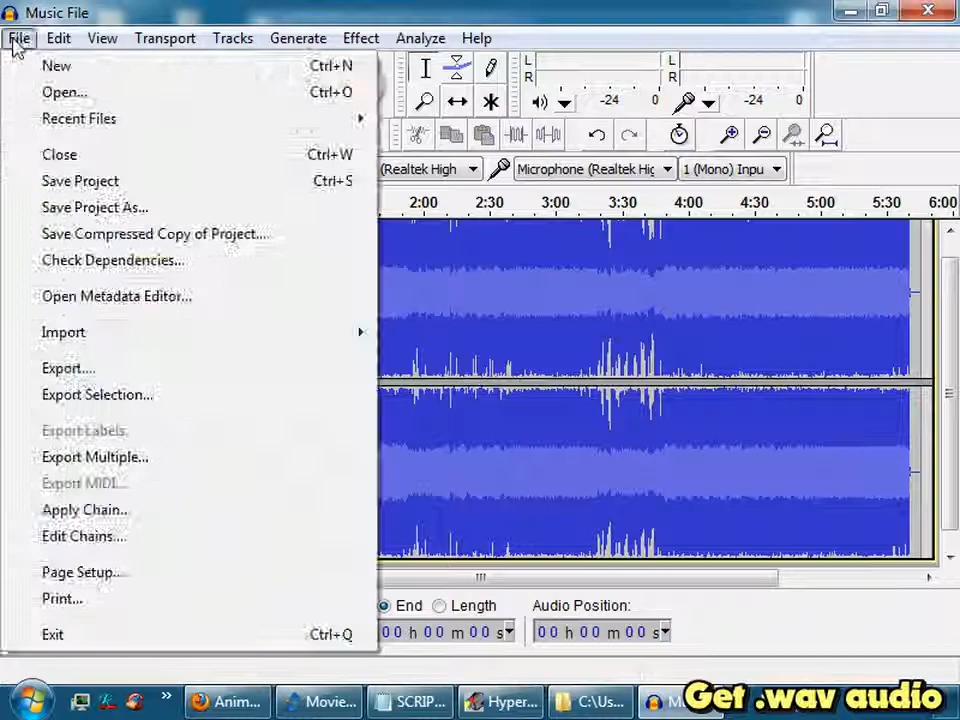 Music File
File Edit View Transport Tracks Generate Effect Analyze Help
New Ctrl+N
Open... Ctrl+O
Recent Files
Close Ctrl+W
Save Project Ctrl+S
Save Project As...
Save Compressed Copy of Project....
Check Dependencies...
Open Metadata Editor...
Import
Export....
Export Selection...
Export Labels.
Export Multiple...
Export MIDI...
Apply Chain..
Edit Chains....
Page Setup...
Print...
Exit Ctrl+Q
L
R
-24 0
L
R
-24 0
(Realtek High
Microphone (Realtek Hig
1 (Mono) Inpu
2:00 2:30 3:00 3:30 4:00 4:30 5:00 5:30 6:00
End Length Audio Position:
00 h 00 m 00 s 00 h 00 m 00 s
Anim... Movie... SCRIP... Hyper... C:\Us...
Get .wav audio